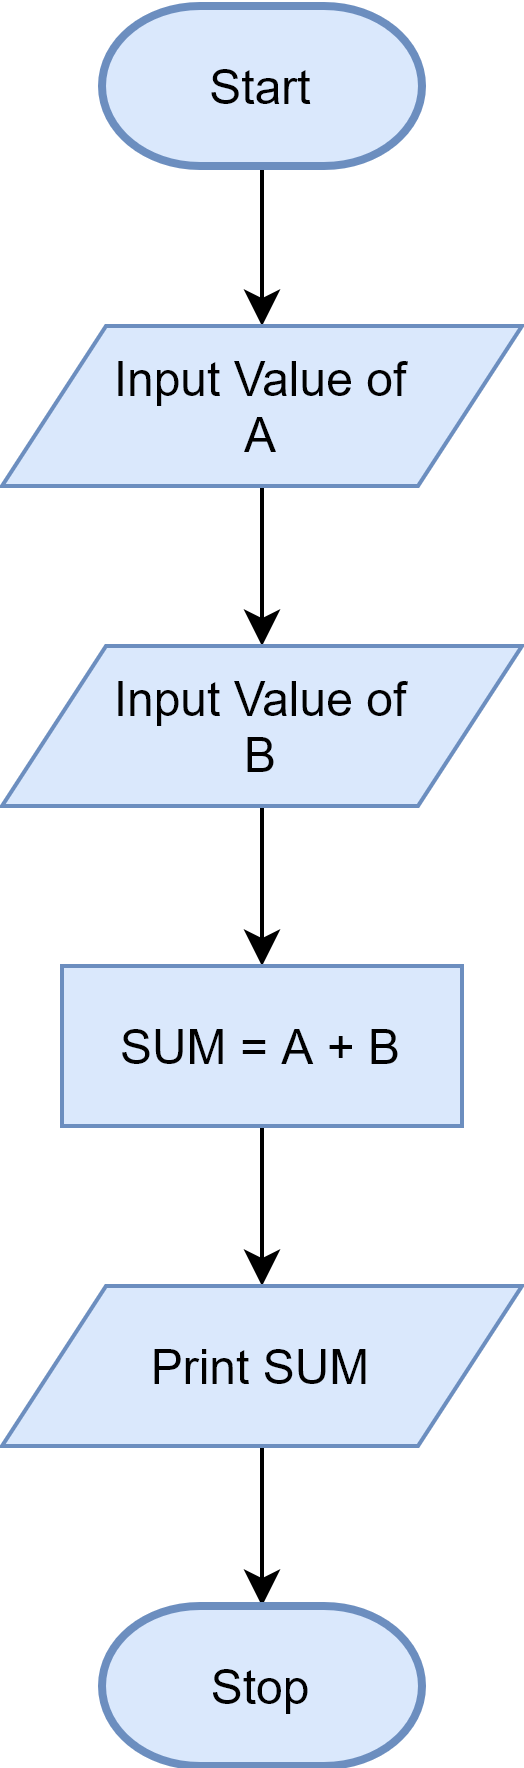 Start
Input Value of
A
Input Value of
B
SUM = A + B
Print SUM
Stop